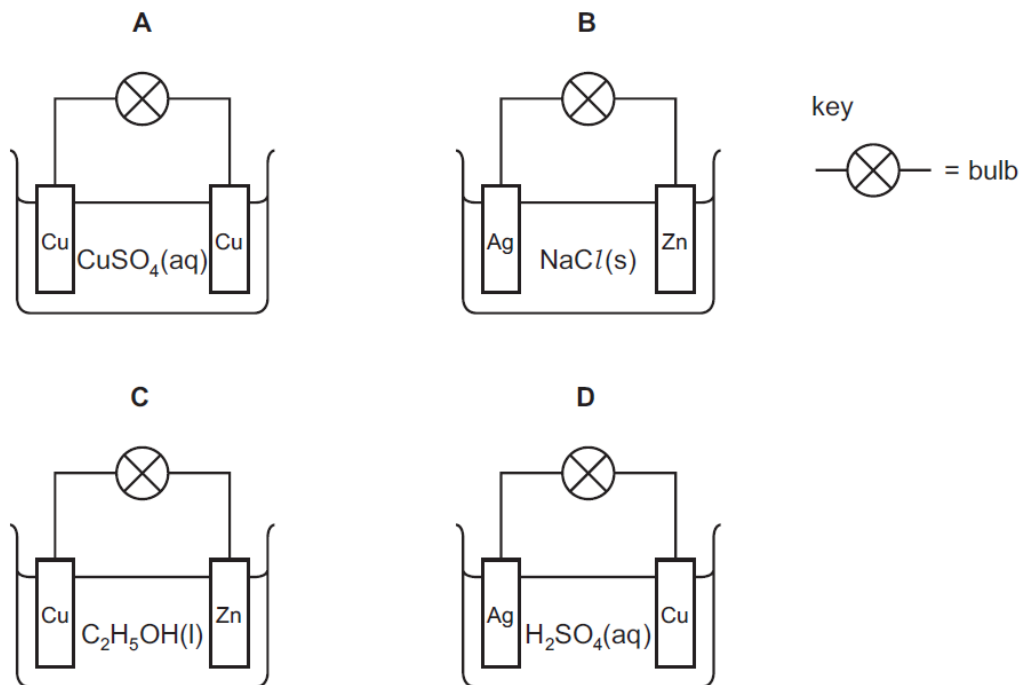 A
B
key
= bulb
Cu
CuSO₄(aq)
Cu
Ag
NaCl(s)
Zn
C
D
Cu
C₂H₅OH(l)
Zn
Ag
H₂SO₄(aq)
Cu